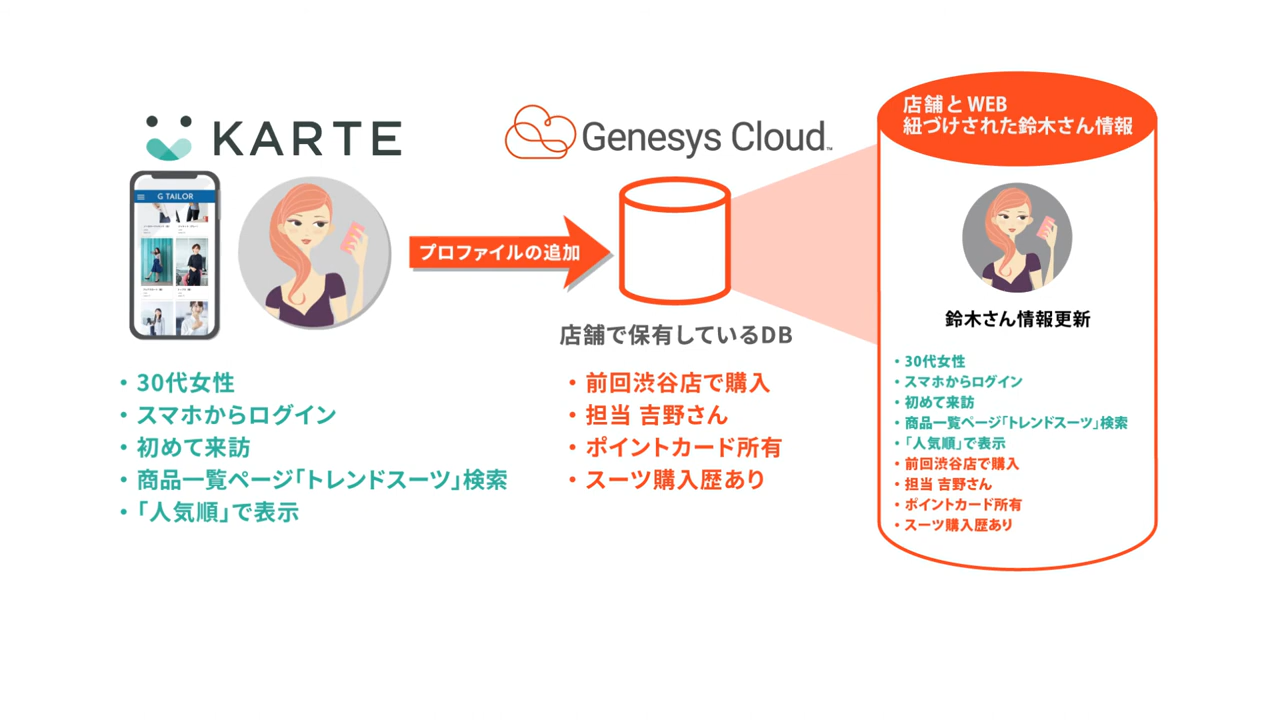 KARTE
G TAILOR
・30代女性
・スマホからログイン
・初めて来訪
・商品一覧ページ「トレンドスーツ」検索
・「人気順」で表示
プロファイルの追加
Genesys Cloud™
店舗で保有しているDB
・前回渋谷店で購入
・担当 吉野さん
・ポイントカード所有
・スーツ購入歴あり
店舗とWEB
紐づけされた鈴木さん情報
鈴木さん情報更新
・30代女性
・スマホからログイン
・初めて来訪
・商品一覧ページ「トレンドスーツ」検索
・「人気順」で表示
・前回渋谷店で購入
・担当 吉野さん
・ポイントカード所有
・スーツ購入歴あり